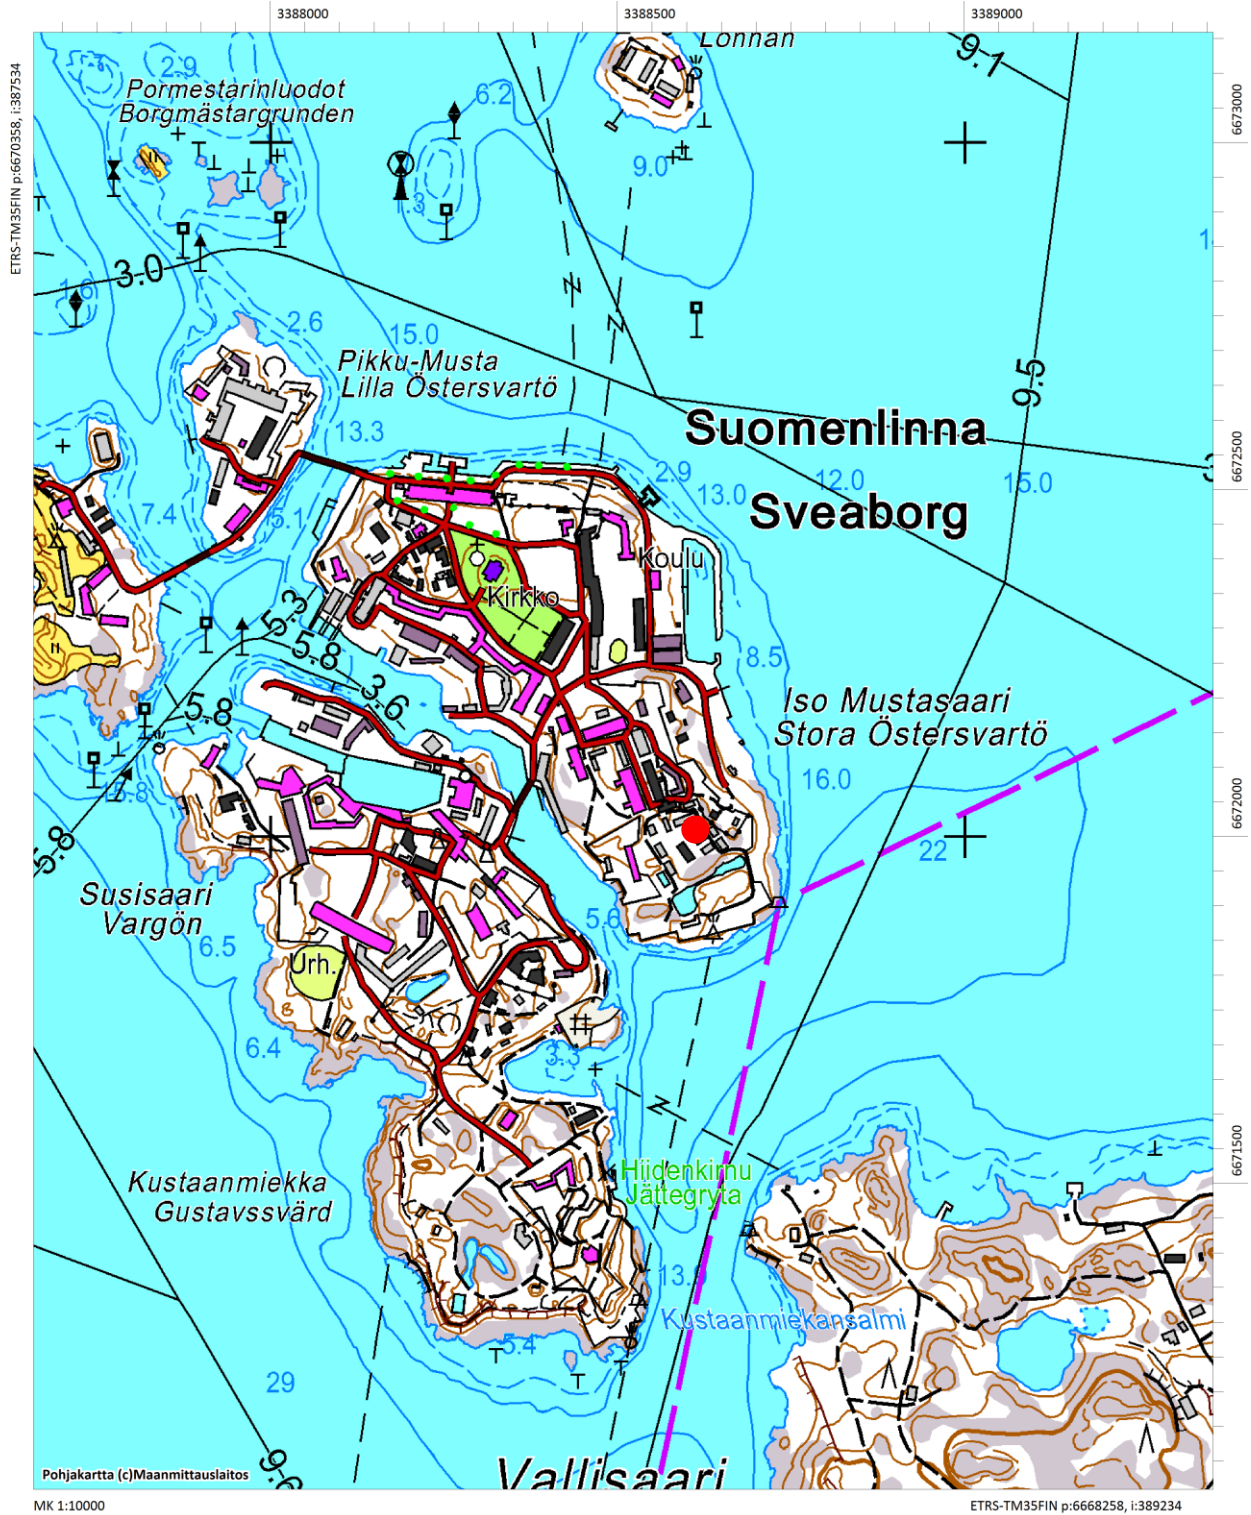 3388000
3388500
3389000
ETRS-TM35FIN p:6670358, i:387534
Lonnan
9.1
6673000
2.9
Pormestarinluodot
Borgmästargrunden
6.2
9.0
3.0
2.6
15.0
Pikku-Musta
Lilla Östersvartö
9.5
13.3
Suomenlinna
6672500
2.9
13.0
12.0
15.0
7.4
Sveaborg
Koulu
Kirkko
5.3
5.8
8.5
3.6
5.8
Iso Mustasaari
Stora Östersvartö
16.0
6672000
5.8
22
Susisaari
Vargön
5.6
6.5
Urh.
6.4
3.3
6671500
Hiidenkirnu
Jättegryta
Kustaanmiekka
Gustavssvärd
Kustaanmiekansalmi
5.4
29
9.6
Vallisaari
Pohjakartta (c)Maanmittauslaitos
MK 1:10000
ETRS-TM35FIN p:6668258, i:389234